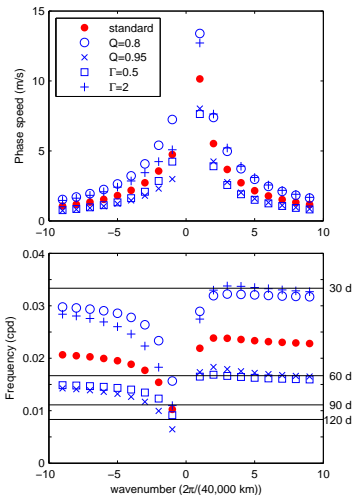 standard
Q=0.8
Q=0.95
Γ=0.5
Γ=2
Phase speed (m/s)
15
10
5
0
−10 −5 0 5 10
Frequency (cpd)
0.04
0.03
0.02
0.01
0
30 d
60 d
90 d
120 d
−10 −5 0 5 10
wavenumber (2π/(40,000 km))